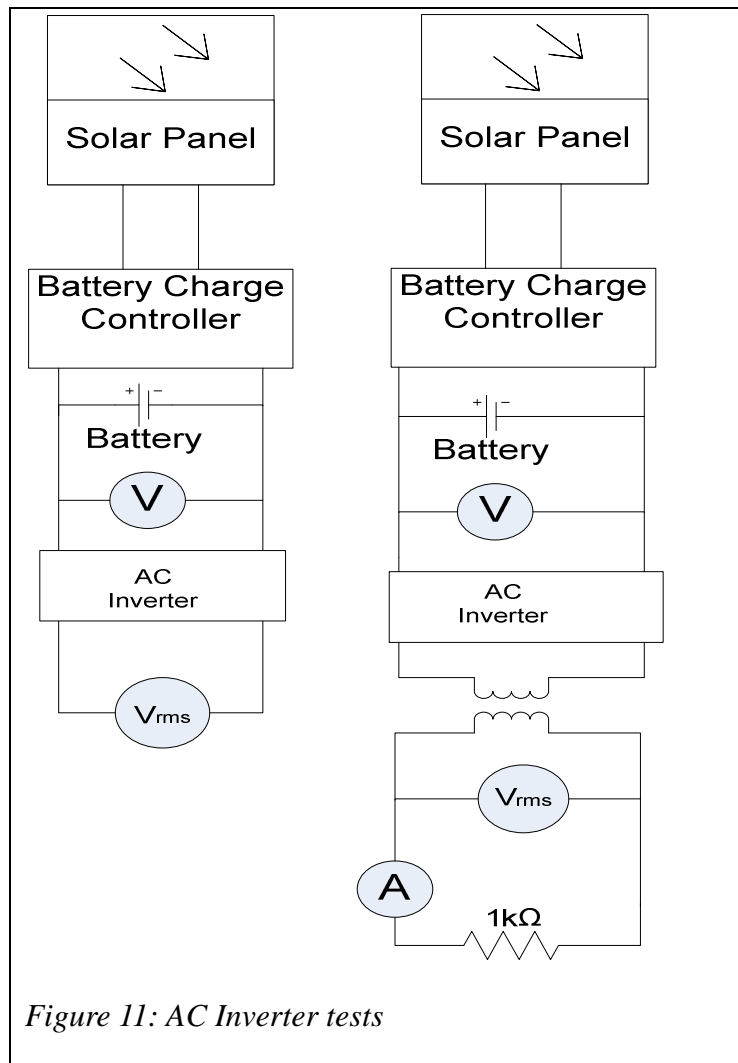 Solar Panel
Battery Charge
Controller
+ −
Battery
V
AC
Inverter
Vrms
Solar Panel
Battery Charge
Controller
+ −
Battery
V
AC
Inverter
Vrms
A
1kΩ
Figure 11: AC Inverter tests